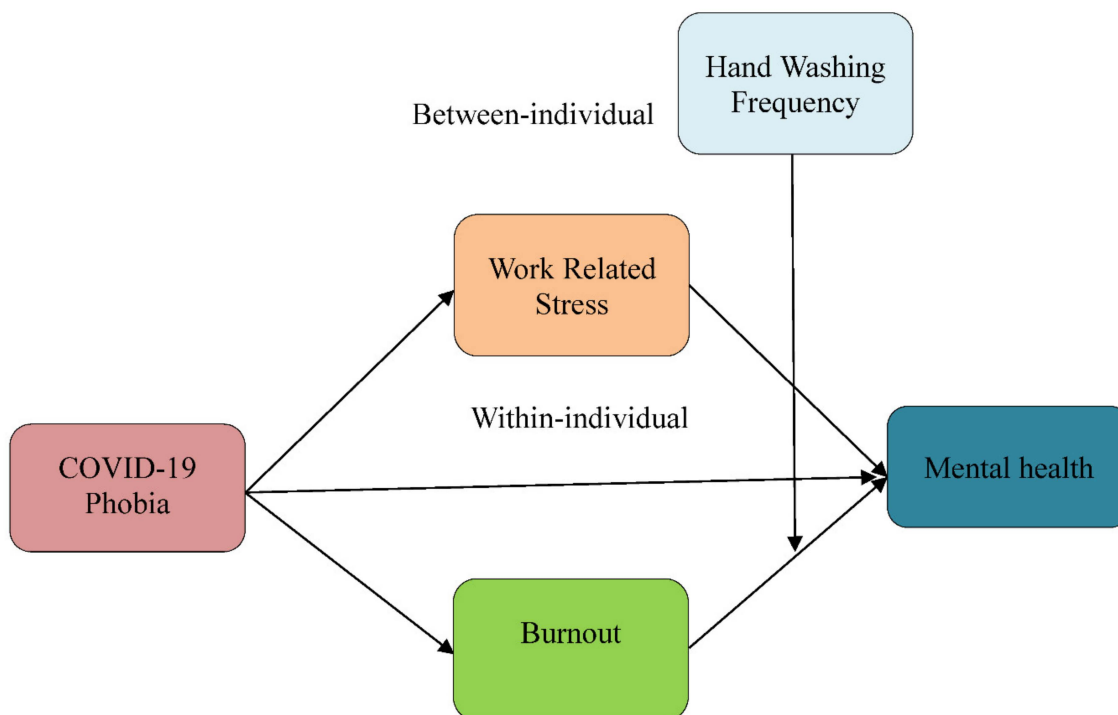 Hand Washing
Frequency
Between-individual
Work Related
Stress
Within-individual
COVID-19
Phobia
Mental health
Burnout